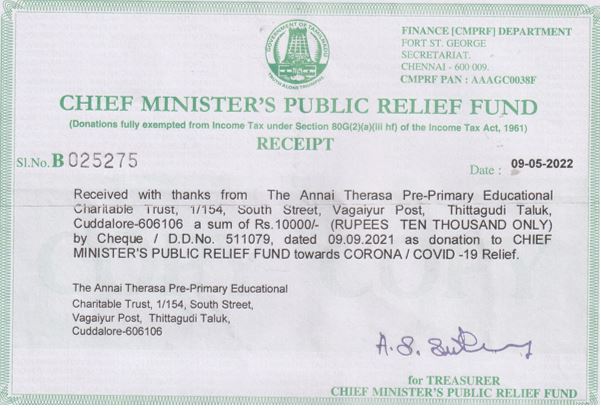 GOVERNMENT OF TAMILNADU
TRUTH ALONE TRIUMPHS
FINANCE [CMPRF] DEPARTMENT
FORT ST. GEORGE
SECRETARIAT.
CHENNAI - 600 009.
CMPRF PAN : AAAGC0038F
CHIEF MINISTER'S PUBLIC RELIEF FUND
(Donations fully exempted from Income Tax under Section 80G(2)(a)(iii hf) of the Income Tax Act, 1961)
RECEIPT
Sl.No. B 025275
Date : 09-05-2022
Received with thanks from The Annai Therasa Pre-Primary Educational
Charitable Trust, 1/154, South Street, Vagaiyur Post, Thittagudi Taluk,
Cuddalore-606106 a sum of Rs.10000/- (RUPEES TEN THOUSAND ONLY)
by Cheque / D.D.No. 511079, dated 09.09.2021 as donation to CHIEF
MINISTER'S PUBLIC RELIEF FUND towards CORONA / COVID -19 Relief.
The Annai Therasa Pre-Primary Educational
Charitable Trust, 1/154, South Street,
Vagaiyur Post, Thittagudi Taluk,
Cuddalore-606106
for TREASURER
CHIEF MINISTER'S PUBLIC RELIEF FUND